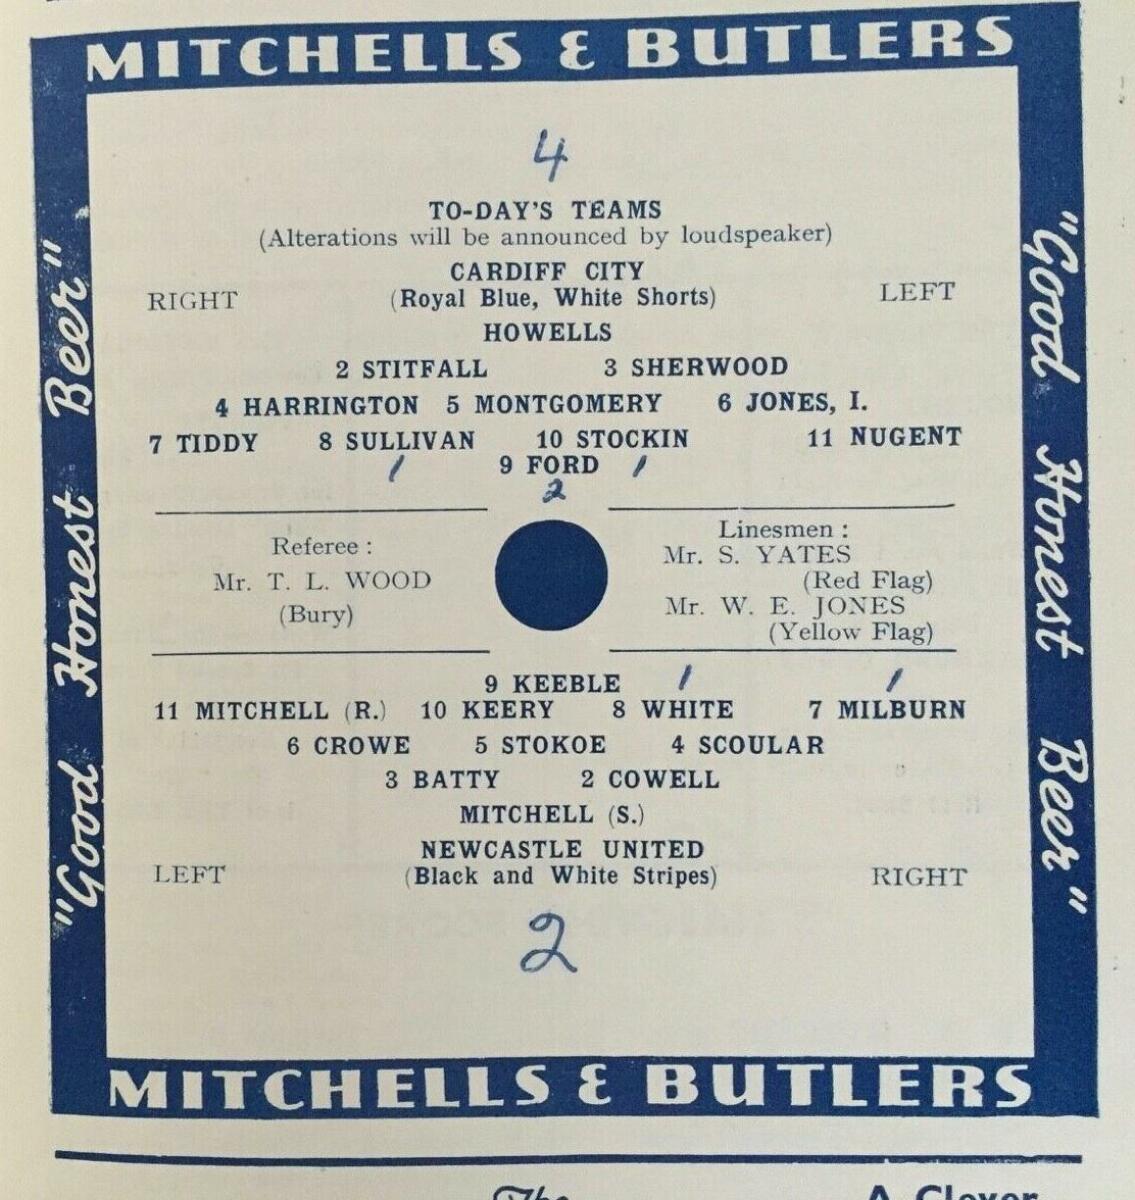 MITCHELLS & BUTLERS
"Good Honest Beer"
"Good Honest Beer"
4
TO-DAY'S TEAMS
(Alterations will be announced by loudspeaker)
CARDIFF CITY
RIGHT (Royal Blue, White Shorts) LEFT
HOWELLS
2 STITFALL 3 SHERWOOD
4 HARRINGTON 5 MONTGOMERY 6 JONES, I.
7 TIDDY 8 SULLIVAN 10 STOCKIN 11 NUGENT
1 9 FORD 1
2
Referee :
Mr. T. L. WOOD
(Bury)
Linesmen :
Mr. S. YATES
(Red Flag)
Mr. W. E. JONES
(Yellow Flag)
9 KEEBLE 1 1
11 MITCHELL (R.) 10 KEERY 8 WHITE 7 MILBURN
6 CROWE 5 STOKOE 4 SCOULAR
3 BATTY 2 COWELL
MITCHELL (S.)
NEWCASTLE UNITED
LEFT (Black and White Stripes) RIGHT
2
MITCHELLS & BUTLERS
The A Clever